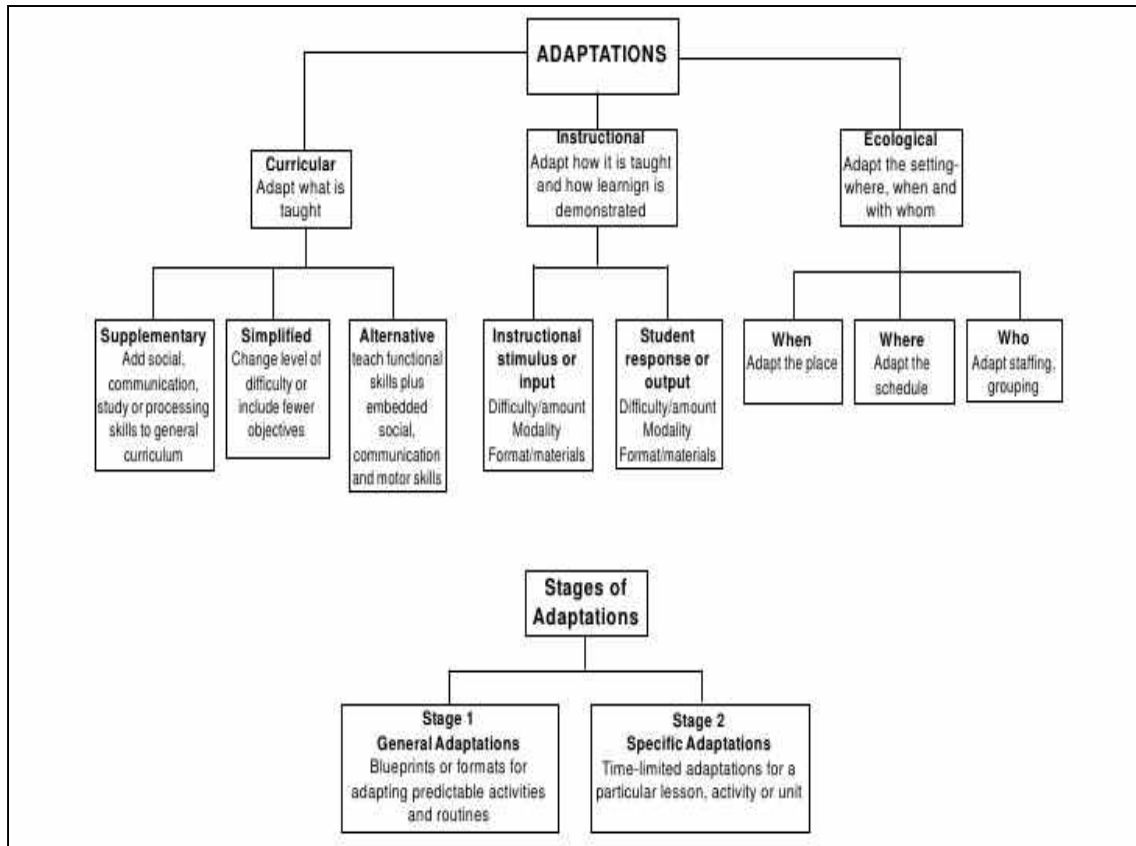 ADAPTATIONS
Curricular
Adapt what is
taught
Instructional
Adapt how it is taught
and how learnign is
demonstrated
Ecological
Adapt the setting-
where, when and
with whom
Supplementary
Add social,
communication,
study or processing
skills to general
curriculum
Simplified
Change level of
difficulty or
include fewer
objectives
Alternative
teach functional
skills plus
embedded
social,
communication
and motor skills
Instructional
stimulus or
input
Difficulty/amount
Modality
Format/materials
Student
response or
output
Difficulty/amount
Modality
Format/materials
When
Adapt the place
Where
Adapt the
schedule
Who
Adapt staffing,
grouping
Stages of
Adaptations
Stage 1
General Adaptations
Blueprints or formats for
adapting predictable activities
and routines
Stage 2
Specific Adaptations
Time-limited adaptations for a
particular lesson, activity or unit